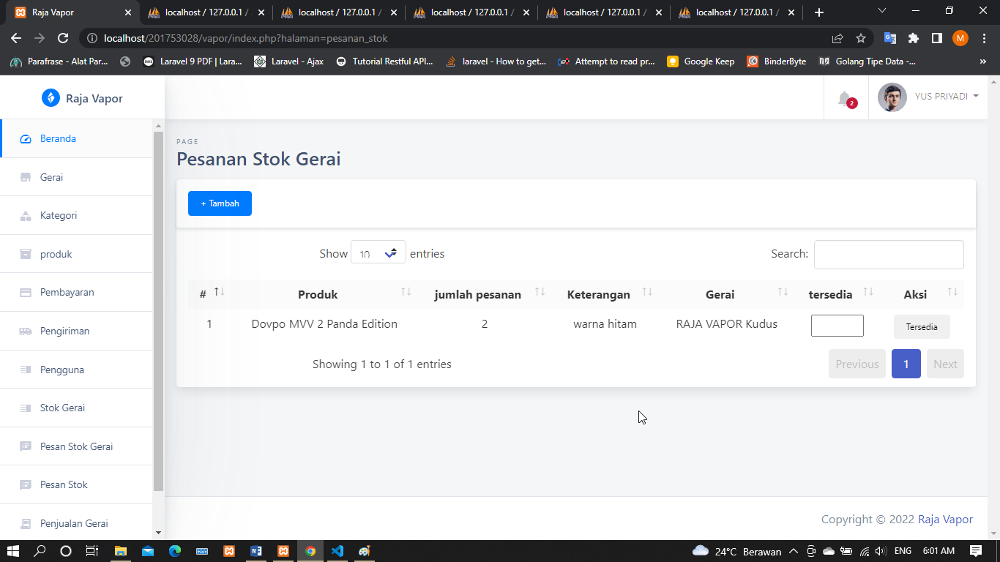 Raja Vapor
localhost / 127.0.0.1 /
localhost / 127.0.0.1 /
localhost / 127.0.0.1 /
localhost / 127.0.0.1 /
localhost / 127.0.0.1 /
localhost/201753028/vapor/index.php?halaman=pesanan_stok
M
Parafrase - Alat Par...
Laravel 9 PDF | Lara...
Laravel - Ajax
Tutorial Restful API...
laravel - How to get...
Attempt to read pr...
Google Keep
BinderByte
Golang Tipe Data -...
»
Raja Vapor
2
YUS PRIYADI
Beranda
Gerai
Kategori
produk
Pembayaran
Pengiriman
Pengguna
Stok Gerai
Pesan Stok Gerai
Pesan Stok
Penjualan Gerai
PAGE
Pesanan Stok Gerai
+ Tambah
Show 10 entries
Search:
# Produk jumlah pesanan Keterangan Gerai tersedia Aksi
1 Dovpo MVV 2 Panda Edition 2 warna hitam RAJA VAPOR Kudus Tersedia
Showing 1 to 1 of 1 entries
Previous 1 Next
Copyright © 2022 Raja Vapor
24°C Berawan ENG 6:01 AM